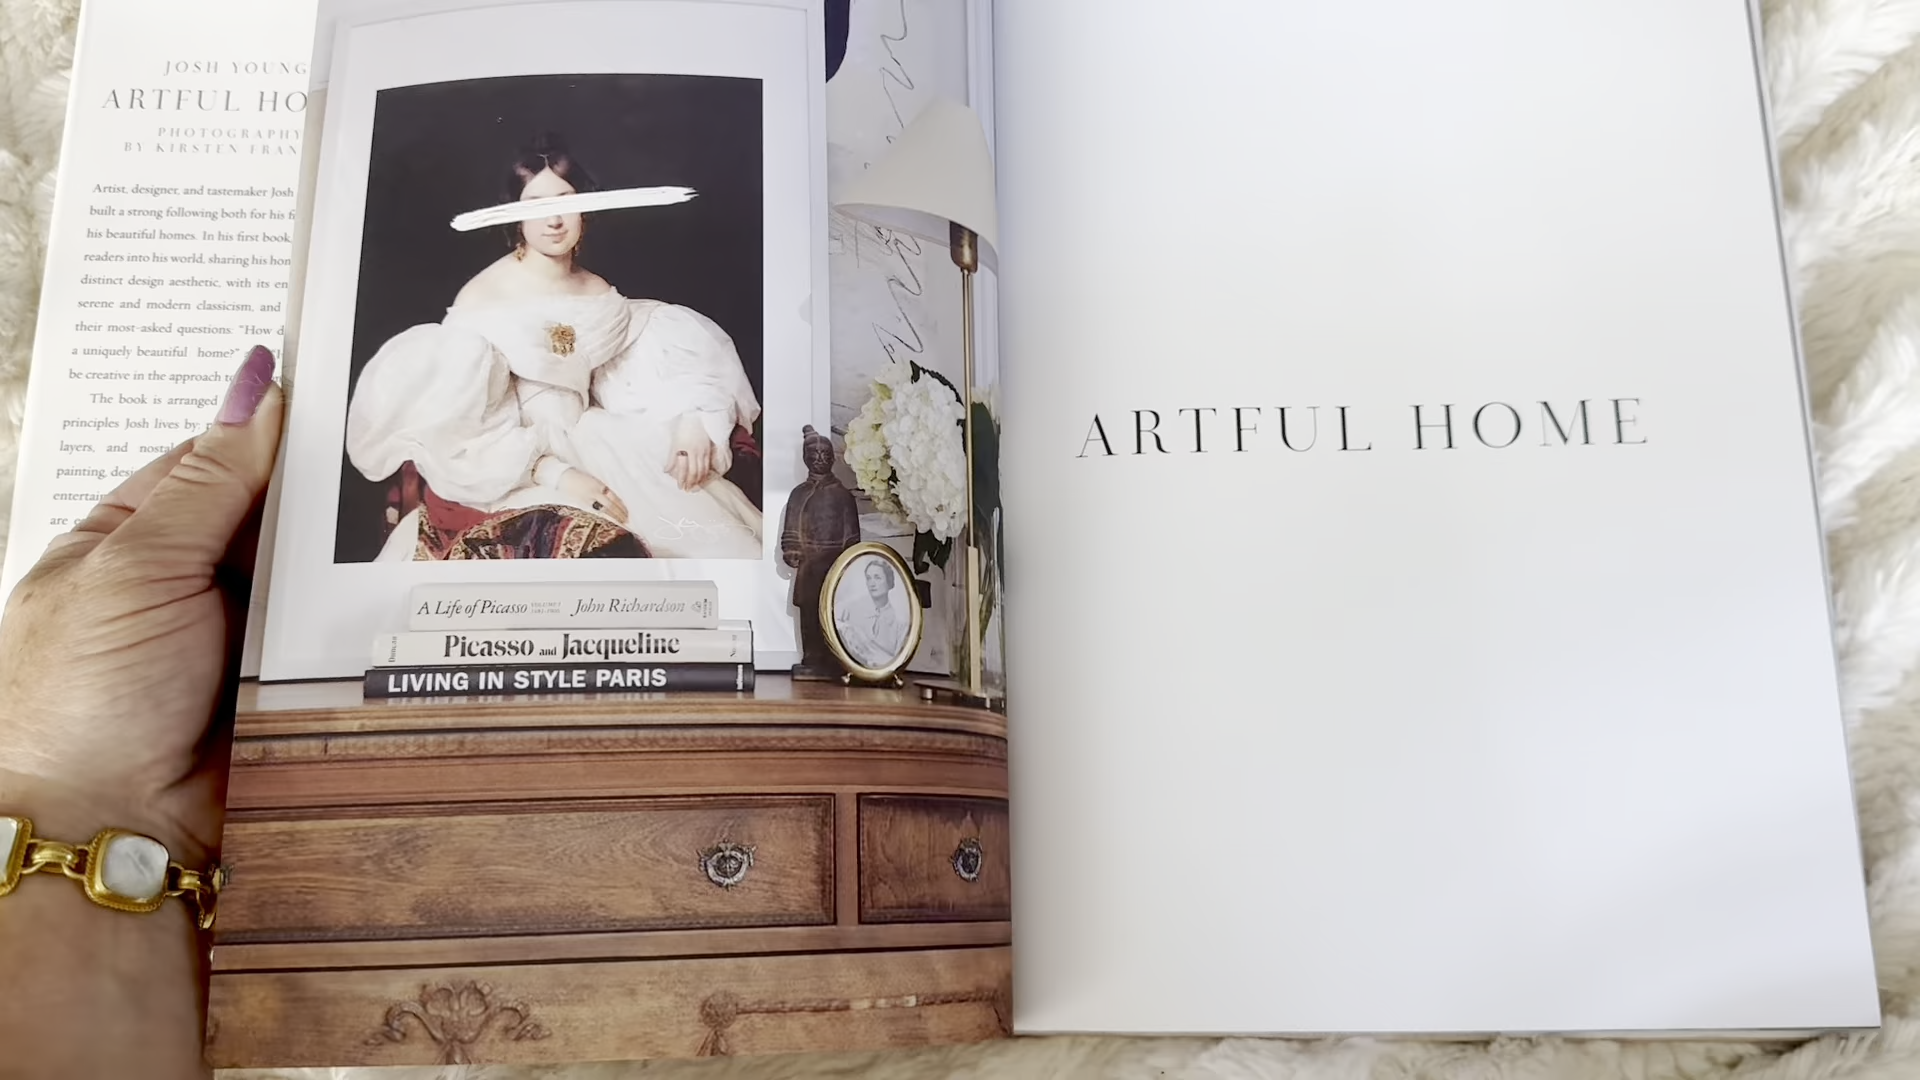 JOSH YOUNG
ARTFUL HO
PHOTOGRAPHY
BY KIRSTEN FRAN
Artist, designer, and tastemaker Josh
built a strong following both for his fi
his beautiful homes. In his first book,
readers into his world, sharing his hon
distinct design aesthetic, with its en
serene and modern classicism, and
their most-asked questions: "How d
a uniquely beautiful home?"
be creative in the approach to
The book is arranged
principles Josh lives by:
layers, and nostal
painting, desi
entertain
are
A Life of Picasso VOLUME I John Richardson
Picasso and Jacqueline
LIVING IN STYLE PARIS
ARTFUL HOME